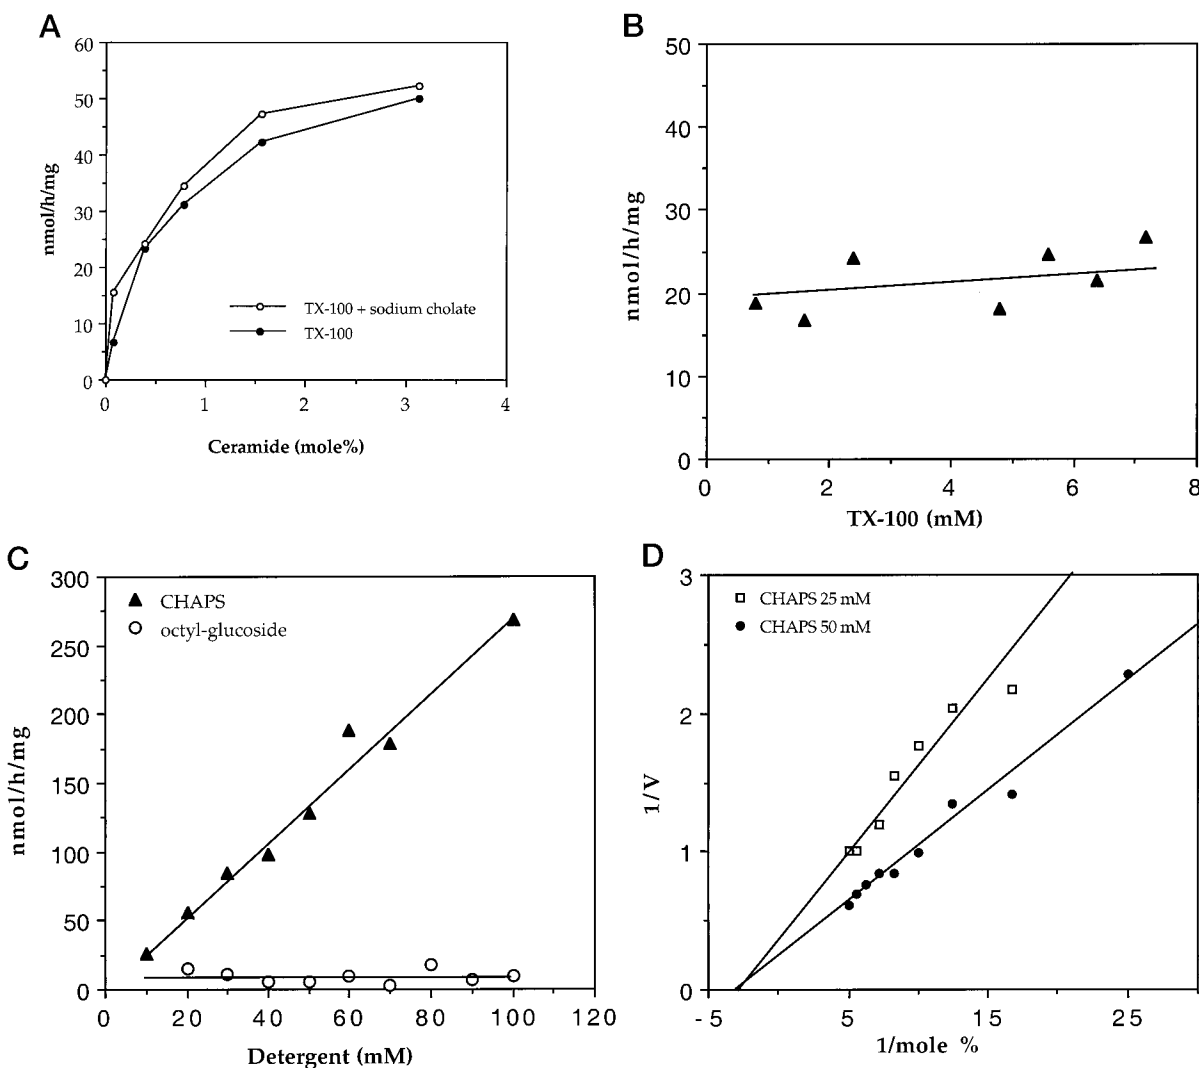 A
60
50
40
30
20
10
0
nmol/h/mg
TX-100 + sodium cholate
TX-100
0 1 2 3 4
Ceramide (mole%)
B
50
40
30
20
10
0
nmol/h/mg
0 2 4 6 8
TX-100 (mM)
C
300
250
200
150
100
50
0
nmol/h/mg
CHAPS
octyl-glucoside
0 20 40 60 80 100 120
Detergent (mM)
D
3
2
1
0
1/V
CHAPS 25 mM
CHAPS 50 mM
- 5 5 15 25
1/mole %